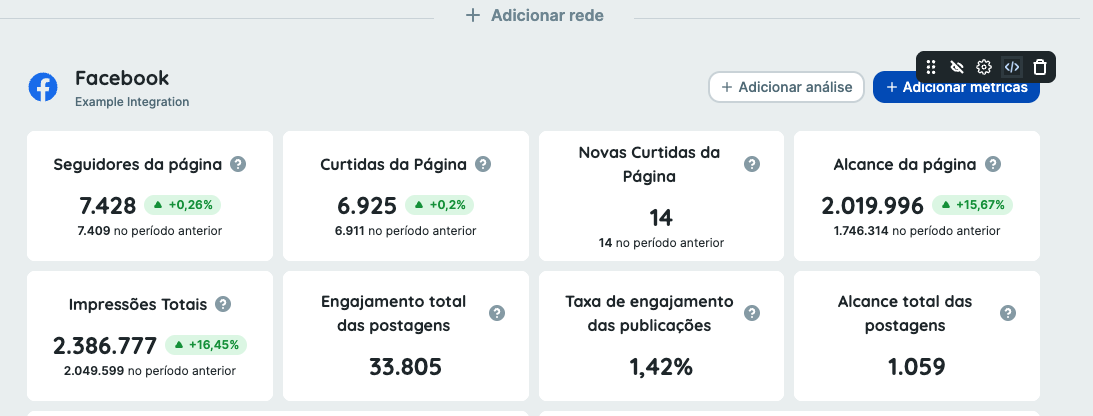 Adicionar rede
Facebook
Example Integration
+ Adicionar análise
+ Adicionar métricas
Seguidores da página ?
7.428 ▲ +0,26%
7.409 no período anterior
Curtidas da Página ?
6.925 ▲ +0,2%
6.911 no período anterior
Novas Curtidas da
Página ?
14
14 no período anterior
Alcance da página ?
2.019.996 ▲ +15,67%
1.746.314 no período anterior
Impressões Totais ?
2.386.777 ▲ +16,45%
2.049.599 no período anterior
Engajamento total
das postagens ?
33.805
Taxa de engajamento
das publicações ?
1,42%
Alcance total das
postagens ?
1.059